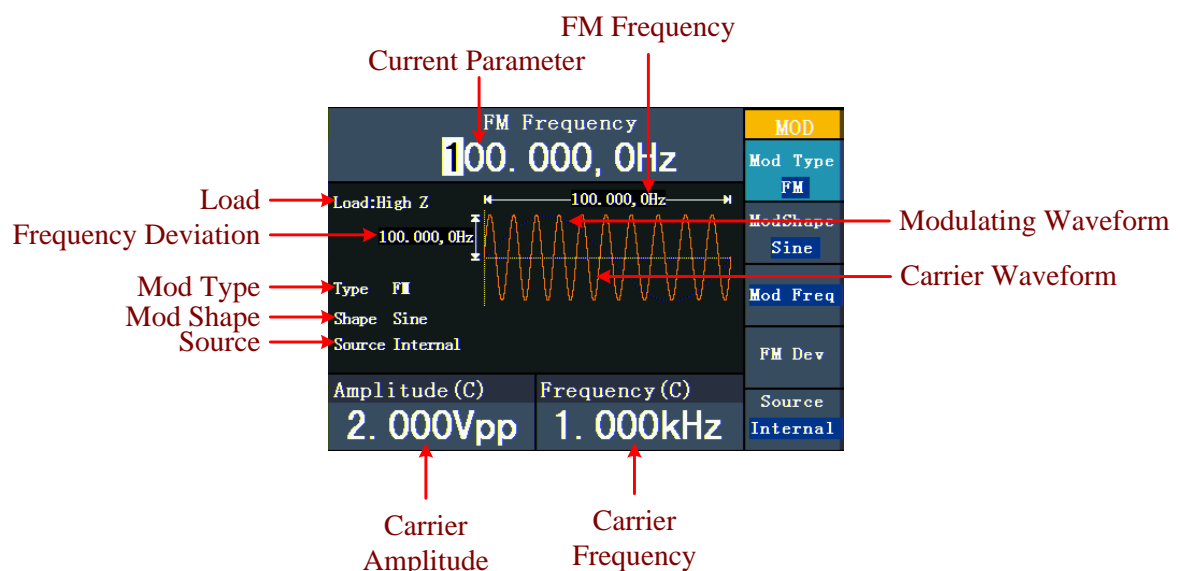 FM Frequency
Current Parameter
FM Frequency
100.000,0Hz
MOD
Mod Type
FM
Load
Load:High Z
100.000,0Hz
ModShape
Sine
Modulating Waveform
Frequency Deviation
100.000,0Hz
Carrier Waveform
Mod Type
Type FM
Mod Freq
Mod Shape
Shape Sine
Source
Source Internal
FM Dev
Amplitude(C)
Frequency(C)
2.000Vpp
1.000kHz
Source
Internal
Carrier
Amplitude
Carrier
Frequency